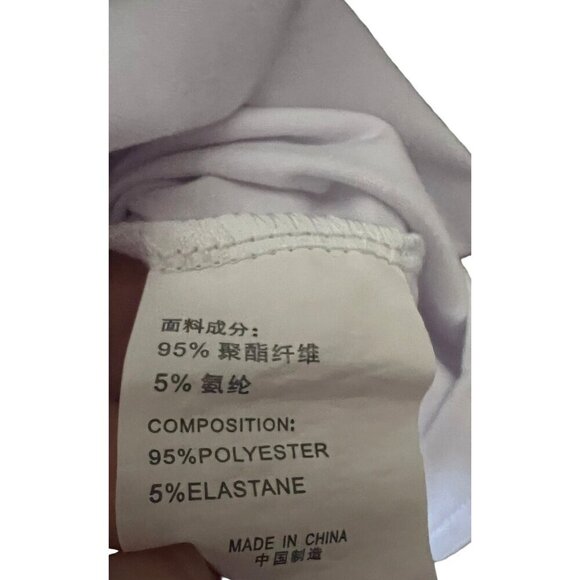 面料成分：
95% 聚酯纤维
5% 氨纶
COMPOSITION:
95%POLYESTER
5%ELASTANE
MADE IN CHINA
中国制造